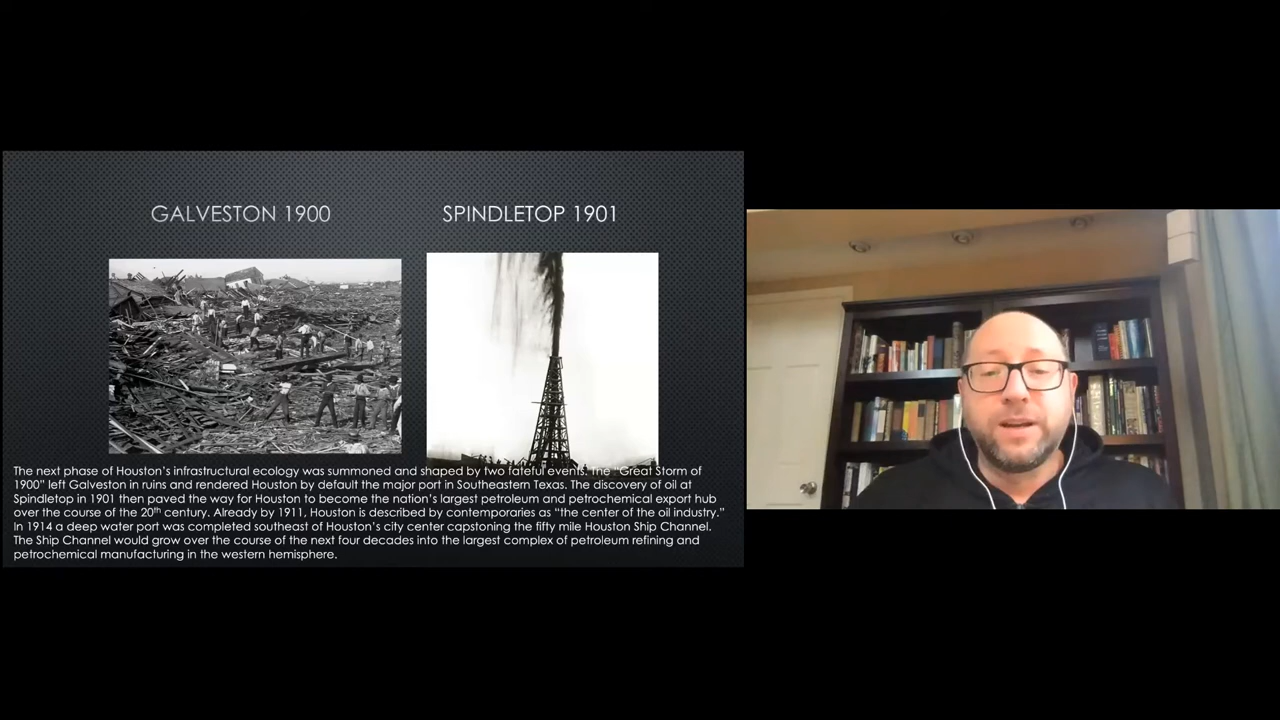 GALVESTON 1900
SPINDLETOP 1901
The next phase of Houston's infrastructural ecology was summoned and shaped by two fateful events. The "Great Storm of
1900" left Galveston in ruins and rendered Houston by default the major port in Southeastern Texas. The discovery of oil at
Spindletop in 1901 then paved the way for Houston to become the nation's largest petroleum and petrochemical export hub
over the course of the 20th century. Already by 1911, Houston is described by contemporaries as "the center of the oil industry."
In 1914 a deep water port was completed southeast of Houston's city center capstoning the fifty mile Houston Ship Channel.
The Ship Channel would grow over the course of the next four decades into the largest complex of petroleum refining and
petrochemical manufacturing in the western hemisphere.